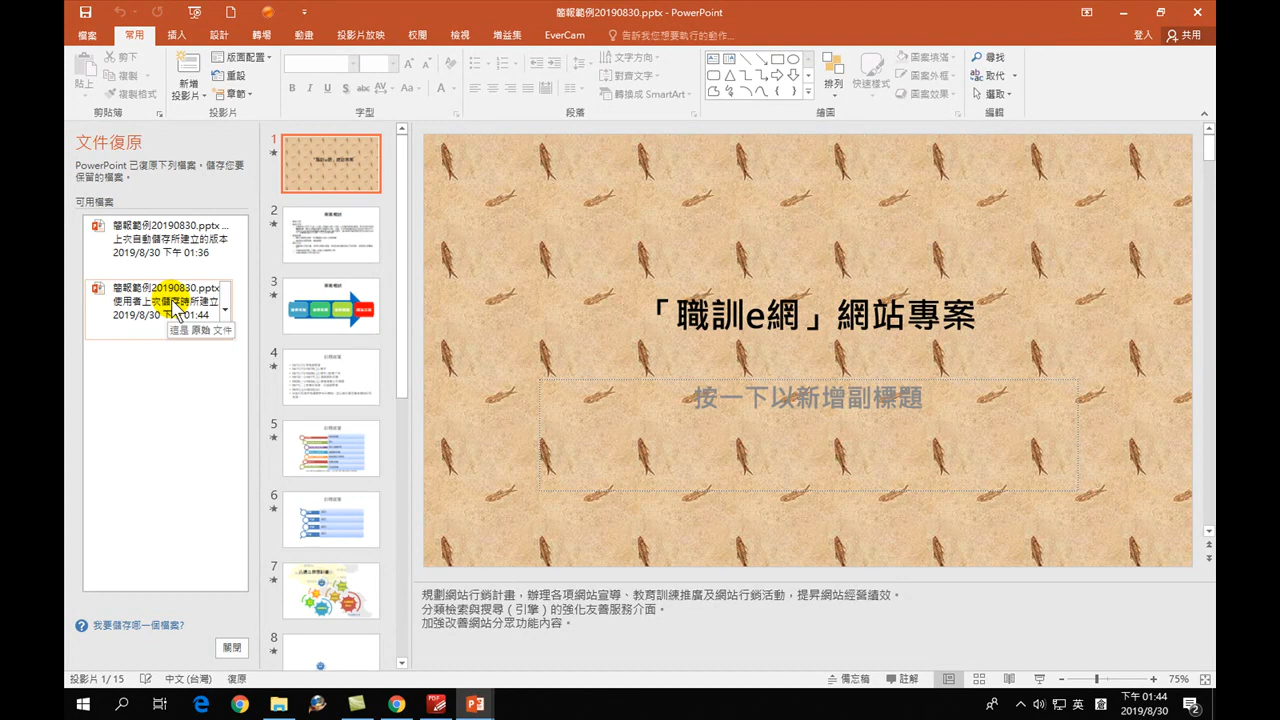 簡報範例20190830.pptx - PowerPoint
檔案 常用 插入 設計 轉場 動畫 投影片放映 校閱 檢視 增益集 EverCam 告訴我您想要執行的動作... 登入 共用
貼上 剪下 複製 複製格式
剪貼簿
新增投影片 版面配置 重設 章節
投影片
B I U S abc AV Aa A
字型
文字方向
對齊文字
轉換成 SmartArt
段落
排列 快速樣式 圖案填滿 圖案外框 圖案效果
繪圖
尋找
取代
選取
編輯
文件復原
PowerPoint 已復原下列檔案。儲存您要
保留的檔案。
可用檔案
簡報範例20190830.pptx ...
上次自動儲存所建立的版本
2019/8/30 下午 01:36
簡報範例20190830.pptx
使用者上次儲存時所建立
2019/8/30 下午 01:44
這是 原始 文件
我要儲存哪一個檔案?
關閉
1
2
3
4
5
6
7
8
「職訓e網」網站專案
按一下以新增副標題
規劃網站行銷計畫，辦理各項網站宣導、教育訓練推廣及網站行銷活動，提昇網站經營績效。
分類檢索與搜尋（引擎）的強化友善服務介面。
加強改善網站分眾功能內容。
投影片 1/ 15 中文 (台灣) 復原 備忘稿 註解 75%
英 下午 01:44
2019/8/30
2